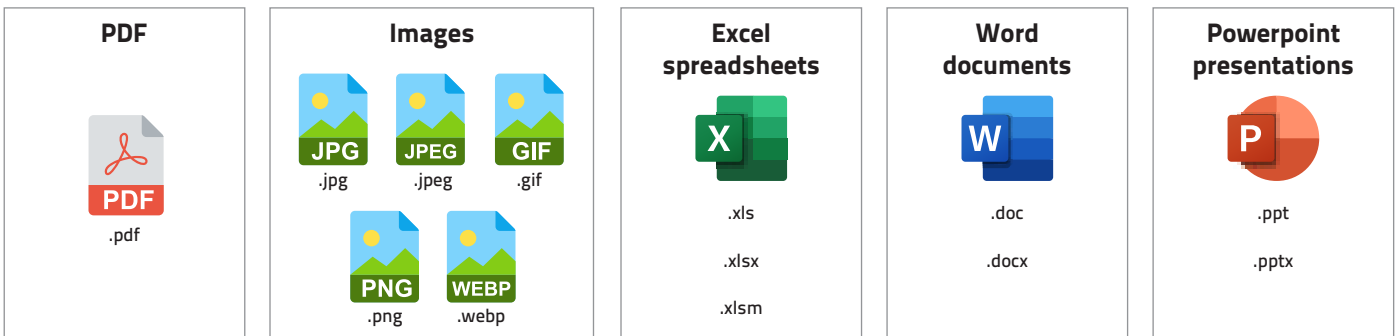 PDF
PDF
.pdf
Images
JPG
JPEG
GIF
.jpg
.jpeg
.gif
PNG
WEBP
.png
.webp
Excel
spreadsheets
X
.xls
.xlsx
.xlsm
Word
documents
W
.doc
.docx
Powerpoint
presentations
P
.ppt
.pptx